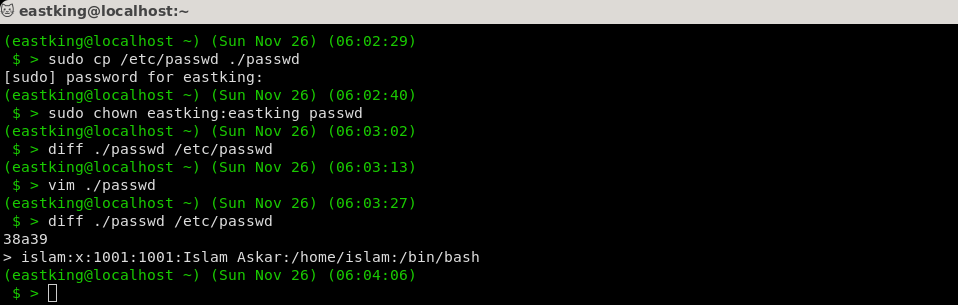 eastking@localhost:~
(eastking@localhost ~) (Sun Nov 26) (06:02:29)
$ > sudo cp /etc/passwd ./passwd
[sudo] password for eastking:
(eastking@localhost ~) (Sun Nov 26) (06:02:40)
$ > sudo chown eastking:eastking passwd
(eastking@localhost ~) (Sun Nov 26) (06:03:02)
$ > diff ./passwd /etc/passwd
(eastking@localhost ~) (Sun Nov 26) (06:03:13)
$ > vim ./passwd
(eastking@localhost ~) (Sun Nov 26) (06:03:27)
$ > diff ./passwd /etc/passwd
38a39
> islam:x:1001:1001:Islam Askar:/home/islam:/bin/bash
(eastking@localhost ~) (Sun Nov 26) (06:04:06)
$ >